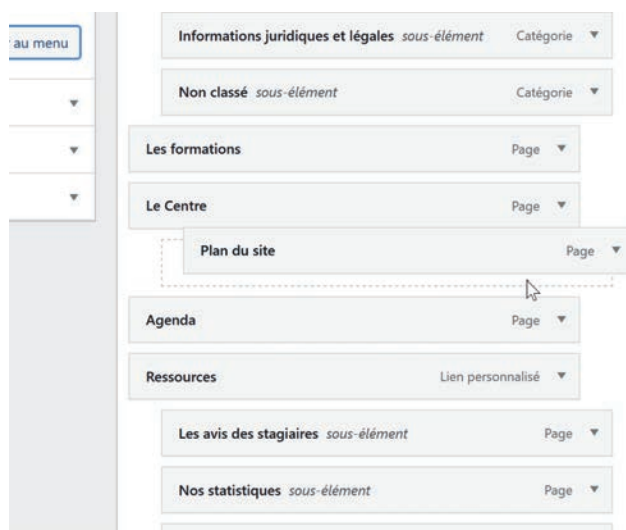 au menu
Informations juridiques et légales sous-élément Catégorie
Non classé sous-élément Catégorie
Les formations Page
Le Centre Page
Plan du site Page
Agenda Page
Ressources Lien personnalisé
Les avis des stagiaires sous-élément Page
Nos statistiques sous-élément Page